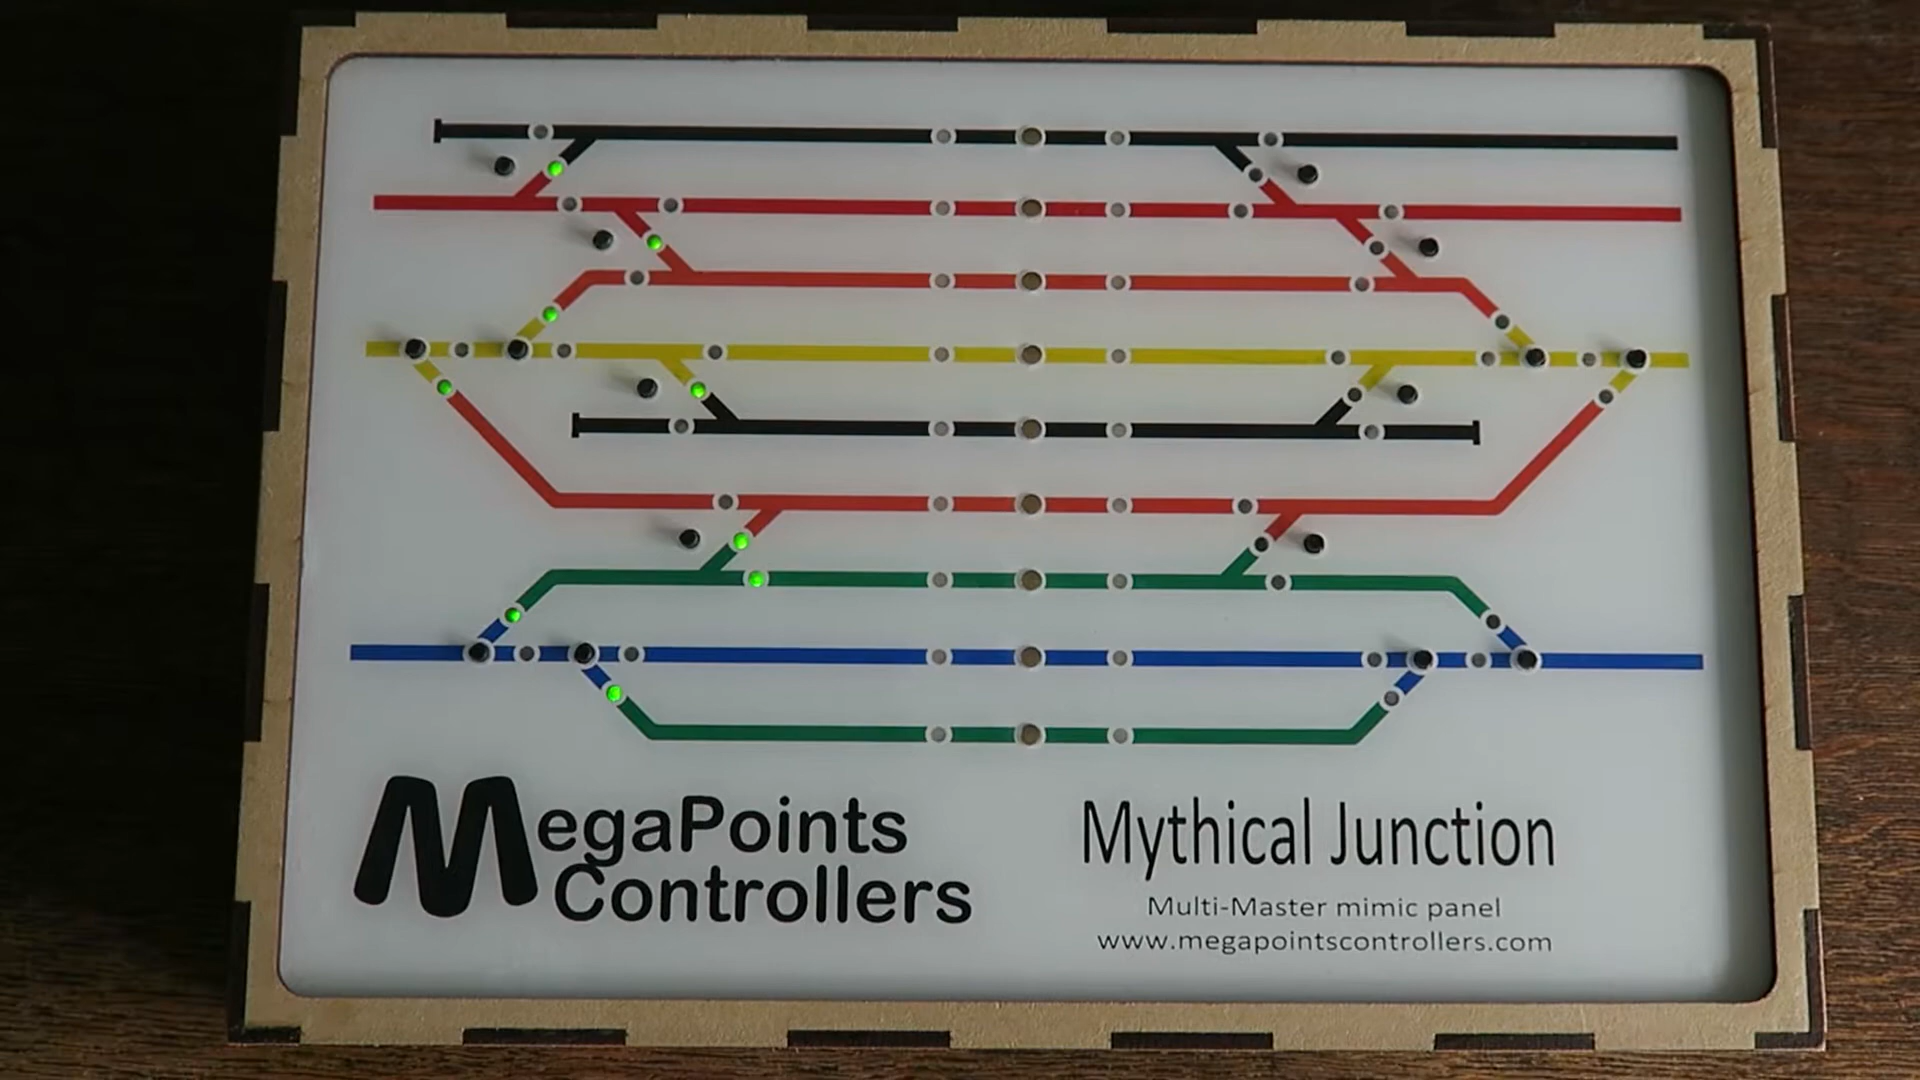 MegaPoints
Controllers
Mythical Junction
Multi-Master mimic panel
www.megapointscontrollers.com